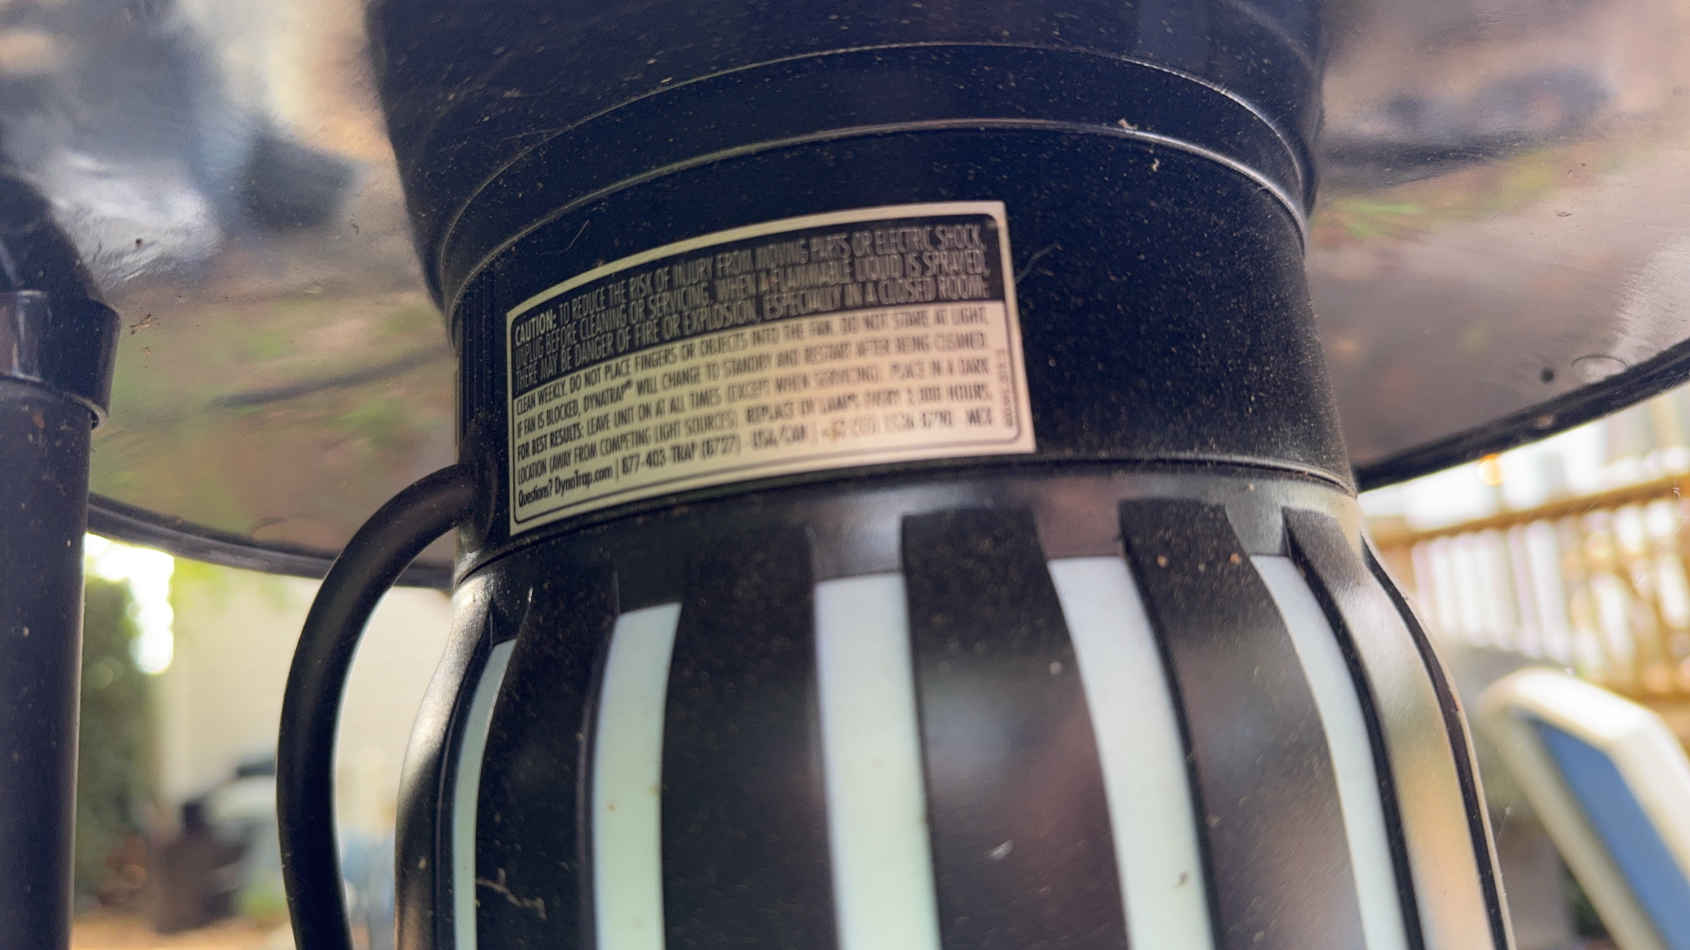 CAUTION: TO REDUCE THE RISK OF INJURY FROM MOVING PARTS OR ELECTRIC SHOCK,
UNPLUG BEFORE CLEANING OR SERVICING. WHEN A FLAMMABLE LIQUID IS SPRAYED,
THERE MAY BE DANGER OF FIRE OR EXPLOSION, ESPECIALLY IN A CLOSED ROOM.
CLEAN WEEKLY. DO NOT PLACE FINGERS OR OBJECTS INTO THE FAN. DO NOT STARE AT LIGHT.
IF FAN IS BLOCKED, DYNATRAP® WILL CHANGE TO STANDBY AND RESTART AFTER BEING CLEANED.
FOR BEST RESULTS: LEAVE UNIT ON AT ALL TIMES (EXCEPT WHEN SERVICING). PLACE IN A DARK
LOCATION (AWAY FROM COMPETING LIGHT SOURCES). REPLACE UV LAMPS EVERY HOURS.
Questions? DynaTrap.com | 877-403-TRAP (8727) USA/CAN | MEX